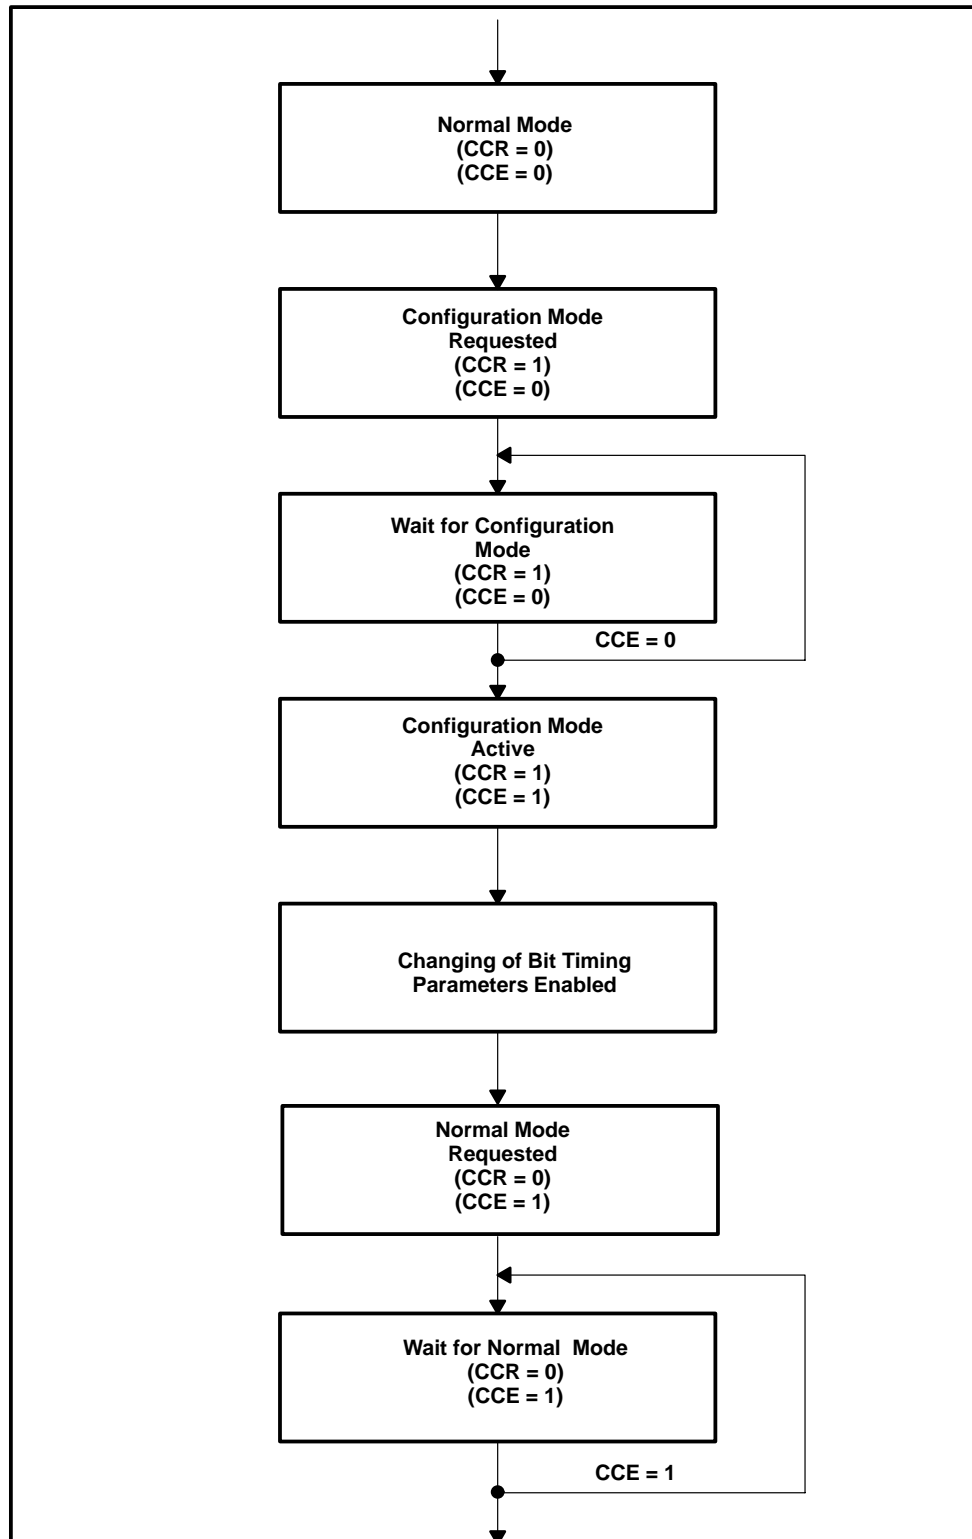 Normal Mode
(CCR = 0)
(CCE = 0)
Configuration Mode
Requested
(CCR = 1)
(CCE = 0)
Wait for Configuration
Mode
(CCR = 1)
(CCE = 0)
CCE = 0
Configuration Mode
Active
(CCR = 1)
(CCE = 1)
Changing of Bit Timing
Parameters Enabled
Normal Mode
Requested
(CCR = 0)
(CCE = 1)
Wait for Normal Mode
(CCR = 0)
(CCE = 1)
CCE = 1